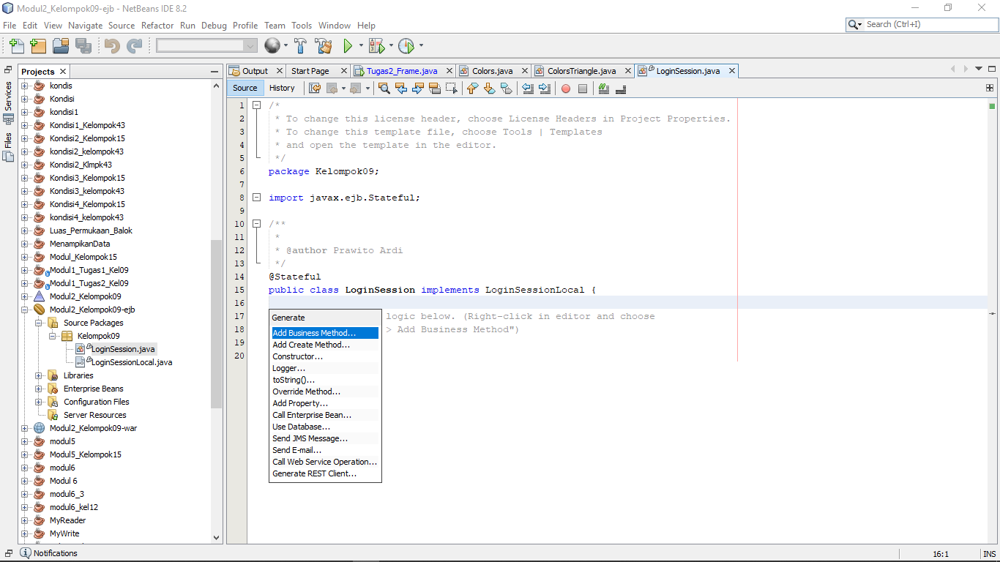 Modul2_Kelompok09-ejb - NetBeans IDE 8.2
File Edit View Navigate Source Refactor Run Debug Profile Team Tools Window Help
Search (Ctrl+I)
Services
Files
Projects
kondis
Kondisi
kondisi1
Kondisi1_Kelompok43
Kondisi2_Kelompok15
kondisi2_kelompok43
Kondisi2_Klmpk43
Kondisi3_Kelompok15
Kondisi3_kelompok43
Kondisi4_Kelompok15
kondisi4_kelompok43
Luas_Permukaan_Balok
MenampikanData
Modul_Kelompok15
Modul1_Tugas1_Kel09
Modul1_Tugas2_Kel09
Modul2_Kelompok09
Modul2_Kelompok09-ejb
Source Packages
Kelompok09
LoginSession.java
LoginSessionLocal.java
Libraries
Enterprise Beans
Configuration Files
Server Resources
Modul2_Kelompok09-war
modul5
Modul5_Kelompok15
modul6
Modul 6
modul6_3
modul6_kel12
MyReader
MyWrite
Output Start Page Tugas2_Frame.java Colors.java ColorsTriangle.java LoginSession.java
Source History
1 /*
2 * To change this license header, choose License Headers in Project Properties.
3 * To change this template file, choose Tools | Templates
4 * and open the template in the editor.
5 */
6 package Kelompok09;
7
8 import javax.ejb.Stateful;
9
10 /**
11 *
12 * @author Prawito Ardi
13 */
14 @Stateful
15 public class LoginSession implements LoginSessionLocal {
16
17 logic below. (Right-click in editor and choose
18 > Add Business Method")
19
20
Generate
Add Business Method...
Add Create Method...
Constructor...
Logger...
toString()...
Override Method...
Add Property...
Call Enterprise Bean...
Use Database...
Send JMS Message...
Send E-mail...
Call Web Service Operation...
Generate REST Client...
Notifications
16:1 INS